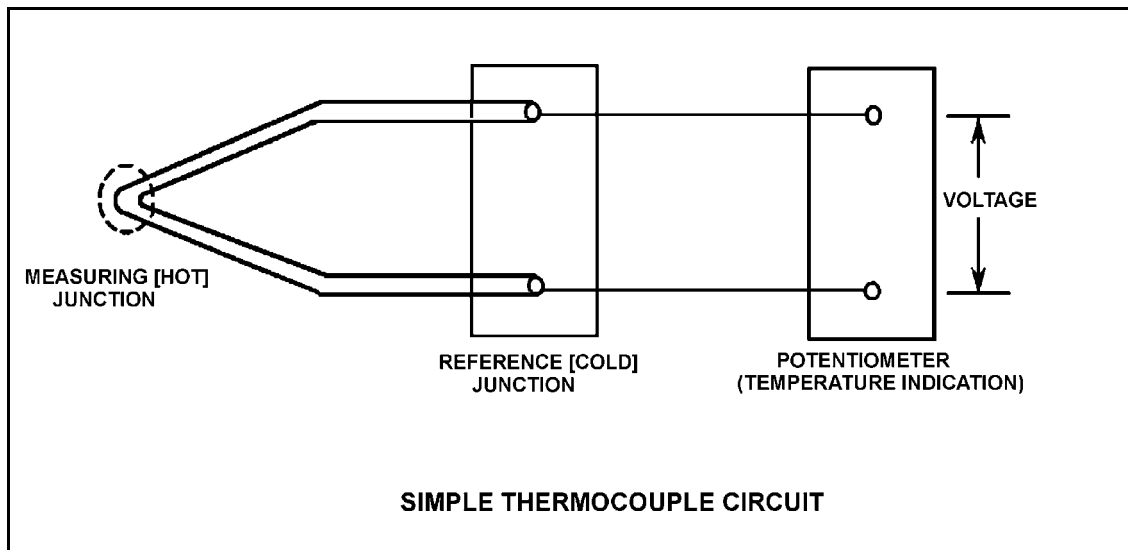 VOLTAGE
MEASURING [HOT]
JUNCTION
REFERENCE [COLD]
JUNCTION
POTENTIOMETER
(TEMPERATURE INDICATION)
SIMPLE THERMOCOUPLE CIRCUIT